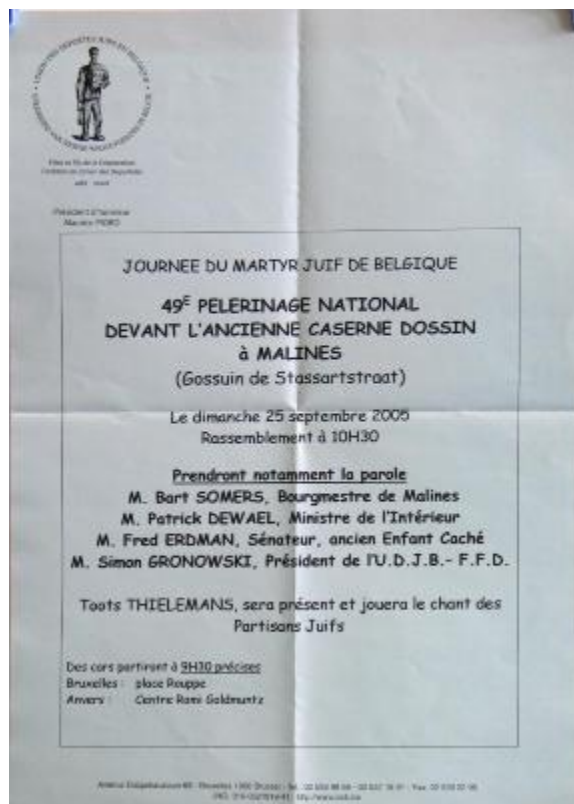 Président d'honneur
JOURNEE DU MARTYR JUIF DE BELGIQUE
49E PELERINAGE NATIONAL
DEVANT L'ANCIENNE CASERNE DOSSIN
à MALINES
(Gossuin de Stassartstraat)
Le dimanche 25 septembre 2005
Rassemblement à 10H30
Prendront notamment la parole
M. Bart SOMERS, Bourgmestre de Malines
M. Patrick DEWAEL, Ministre de l'Intérieur
M. Fred ERDMAN, Sénateur, ancien Enfant Caché
M. Simon GRONOWSKI, Président de l'U.D.J.B.- F.F.D.
Toots THIELEMANS, sera présent et jouera le chant des
Partisans Juifs
Des cars partiront à 9H30 précises
Bruxelles : place Rouppe
Anvers : Centre Romi Goldmuntz